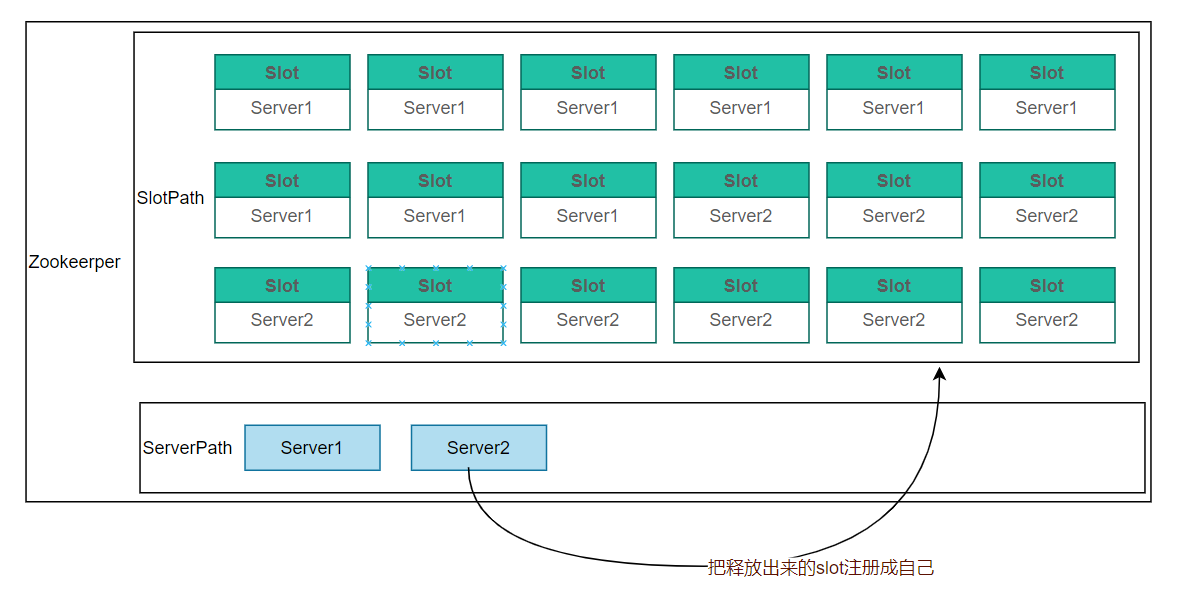 Slot Slot Slot Slot Slot Slot
Server1 Server1 Server1 Server1 Server1 Server1
Slot Slot Slot Slot Slot Slot
SlotPath
Server1 Server1 Server1 Server2 Server2 Server2
Zookeerper
Slot Slot Slot Slot Slot Slot
Server2 Server2 Server2 Server2 Server2 Server2
ServerPath Server1 Server2
把释放出来的slot注册成自己